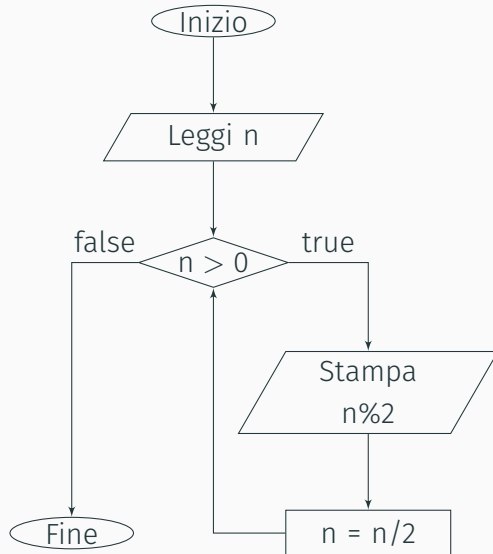 Inizio
Leggi n
false
true
n > 0
Stampa
n%2
Fine
n = n/2